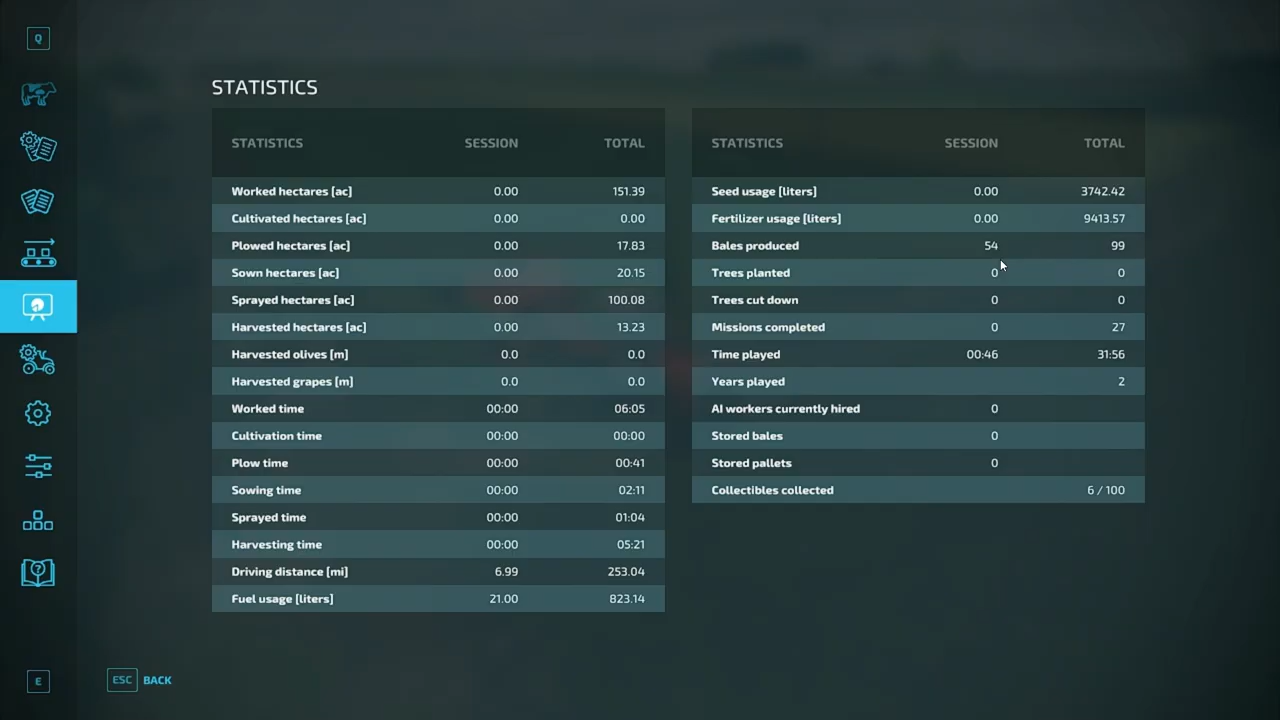 Q
STATISTICS
STATISTICS SESSION TOTAL
Worked hectares [ac] 0.00 151.39
Cultivated hectares [ac] 0.00 0.00
Plowed hectares [ac] 0.00 17.83
Sown hectares [ac] 0.00 20.15
Sprayed hectares [ac] 0.00 100.08
Harvested hectares [ac] 0.00 13.23
Harvested olives [m] 0.0 0.0
Harvested grapes [m] 0.0 0.0
Worked time 00:00 06:05
Cultivation time 00:00 00:00
Plow time 00:00 00:41
Sowing time 00:00 02:11
Sprayed time 00:00 01:04
Harvesting time 00:00 05:21
Driving distance [mi] 6.99 253.04
Fuel usage [liters] 21.00 823.14
STATISTICS SESSION TOTAL
Seed usage [liters] 0.00 3742.42
Fertilizer usage [liters] 0.00 9413.57
Bales produced 54 99
Trees planted 0 0
Trees cut down 0 0
Missions completed 0 27
Time played 00:46 31:56
Years played 2
AI workers currently hired 0
Stored bales 0
Stored pallets 0
Collectibles collected 6 / 100
E
ESC BACK